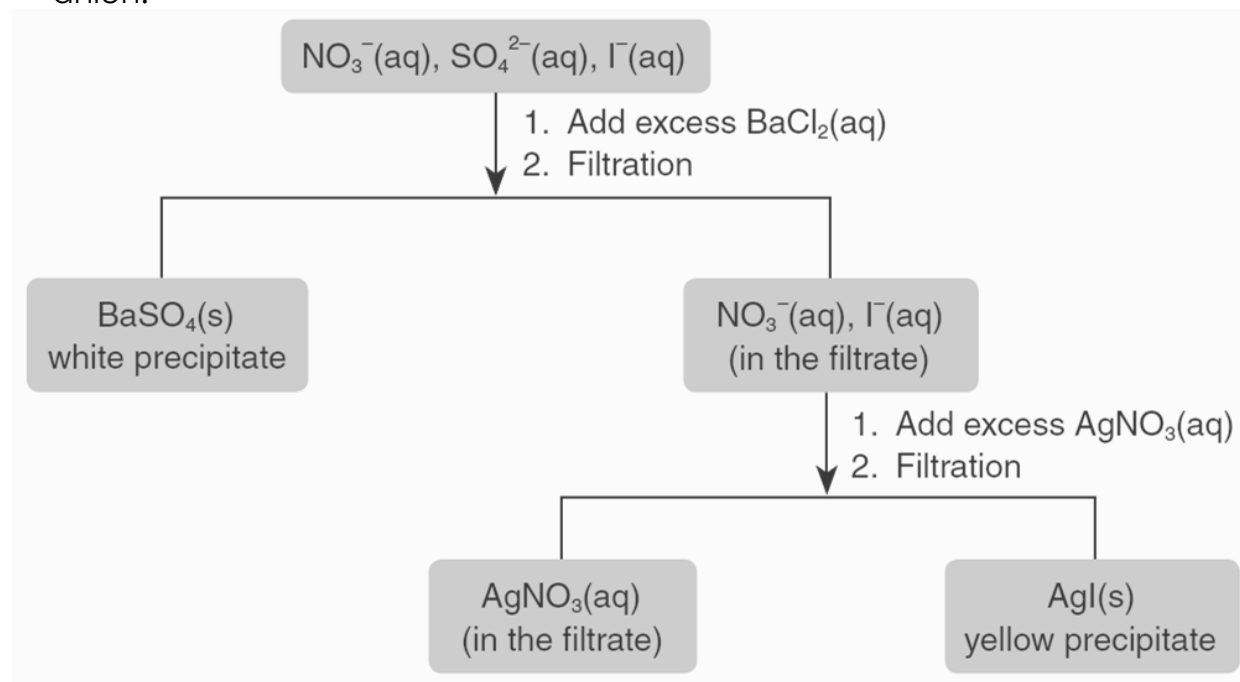 NO₃⁻(aq), SO₄²⁻(aq), I⁻(aq)
1. Add excess BaCl₂(aq)
2. Filtration
BaSO₄(s)
white precipitate
NO₃⁻(aq), I⁻(aq)
(in the filtrate)
1. Add excess AgNO₃(aq)
2. Filtration
AgNO₃(aq)
(in the filtrate)
AgI(s)
yellow precipitate